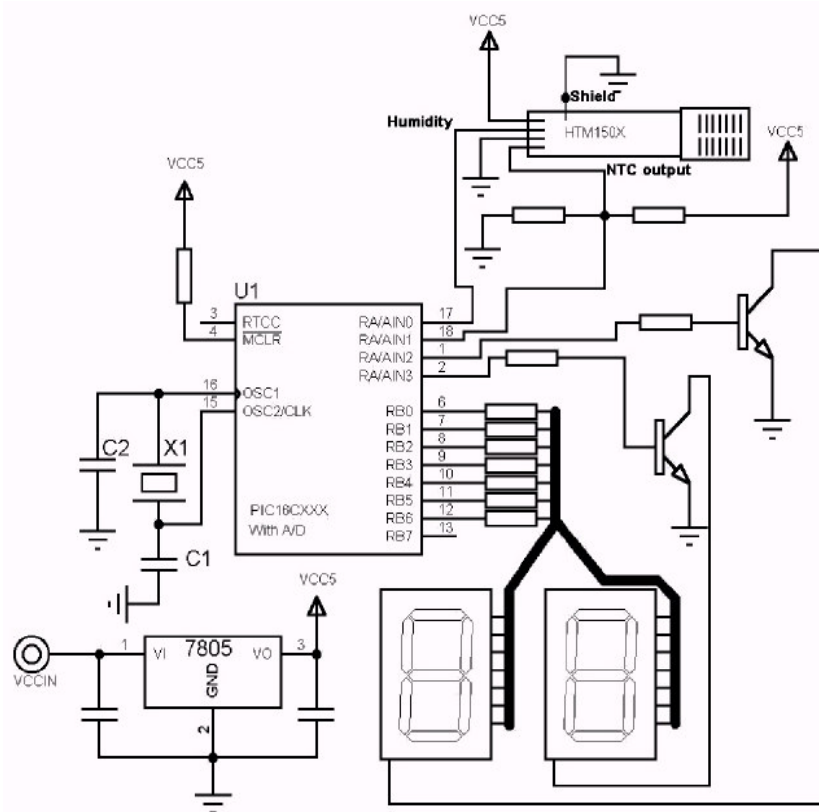 VCC5
Shield
Humidity
HTM150X
VCC5
NTC output
VCC5
U1
3
RTCC
RA/AIN0
17
4
MCLR
RA/AIN1
18
RA/AIN2
1
RA/AIN3
2
16
OSC1
15
OSC2/CLK
RB0
6
RB1
7
RB2
8
RB3
9
RB4
10
RB5
11
RB6
12
RB7
13
C2
X1
PIC16CXXX
With A/D
C1
VCC5
1
VI
7805
VO
3
GND
2
VCCIN